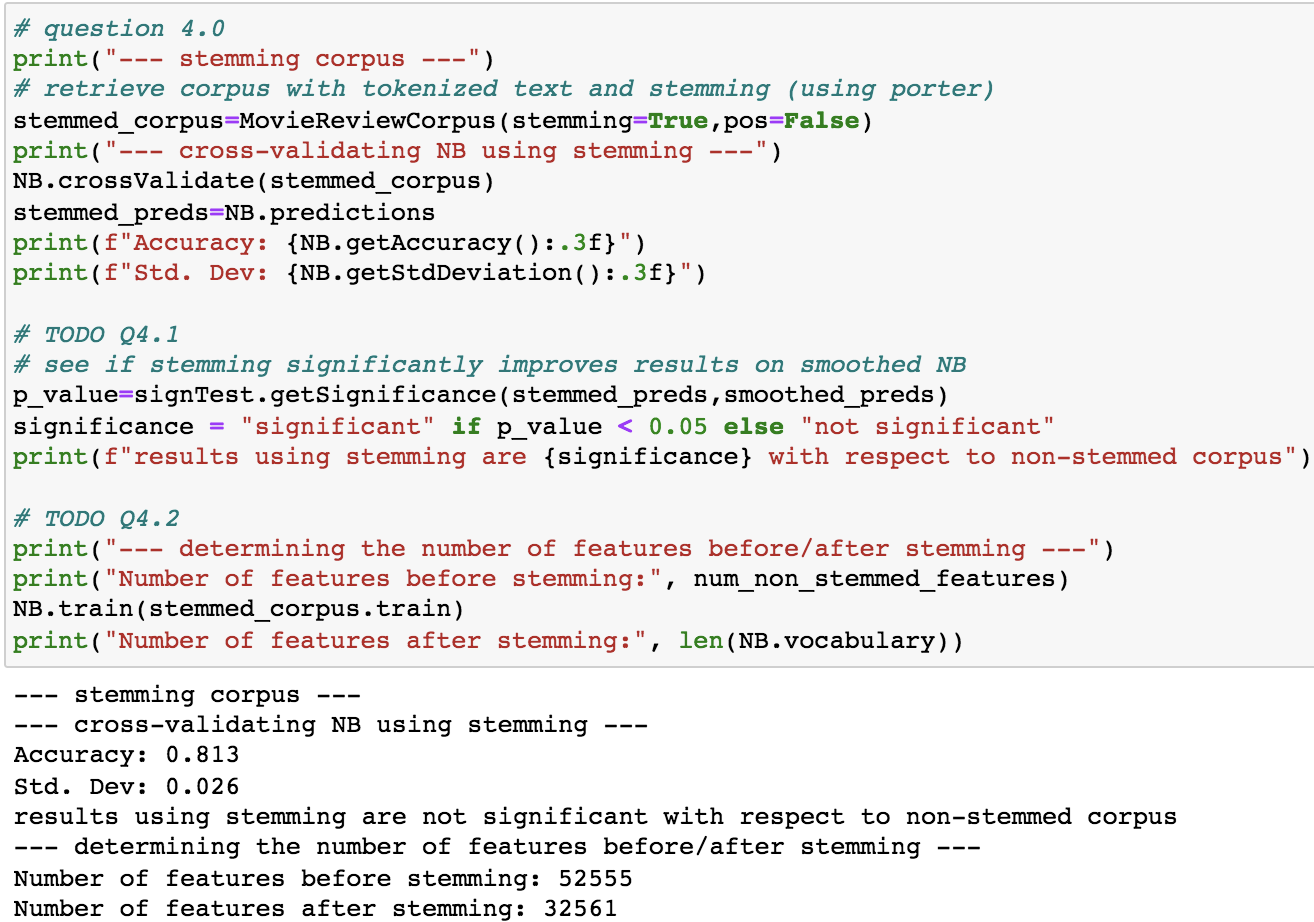 # question 4.0
print("--- stemming corpus ---")
# retrieve corpus with tokenized text and stemming (using porter)
stemmed_corpus=MovieReviewCorpus(stemming=True,pos=False)
print("--- cross-validating NB using stemming ---")
NB.crossValidate(stemmed_corpus)
stemmed_preds=NB.predictions
print(f"Accuracy: {NB.getAccuracy():.3f}")
print(f"Std. Dev: {NB.getStdDeviation():.3f}")

# TODO Q4.1
# see if stemming significantly improves results on smoothed NB
p_value=signTest.getSignificance(stemmed_preds,smoothed_preds)
significance = "significant" if p_value < 0.05 else "not significant"
print(f"results using stemming are {significance} with respect to non-stemmed corpus")

# TODO Q4.2
print("--- determining the number of features before/after stemming ---")
print("Number of features before stemming:", num_non_stemmed_features)
NB.train(stemmed_corpus.train)
print("Number of features after stemming:", len(NB.vocabulary))

--- stemming corpus ---
--- cross-validating NB using stemming ---
Accuracy: 0.813
Std. Dev: 0.026
results using stemming are not significant with respect to non-stemmed corpus
--- determining the number of features before/after stemming ---
Number of features before stemming: 52555
Number of features after stemming: 32561